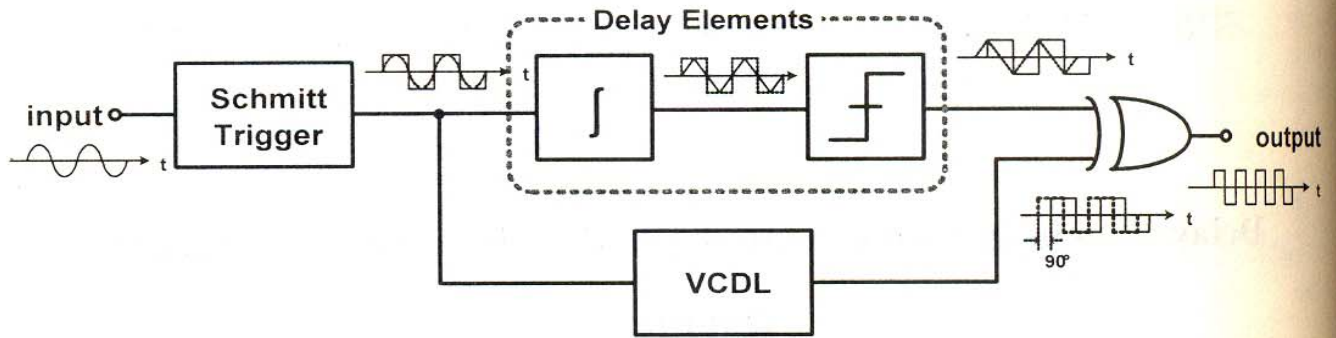 Delay Elements
t
t
t
Schmitt
Trigger
input
∫
output
t
t
t
90°
VCDL